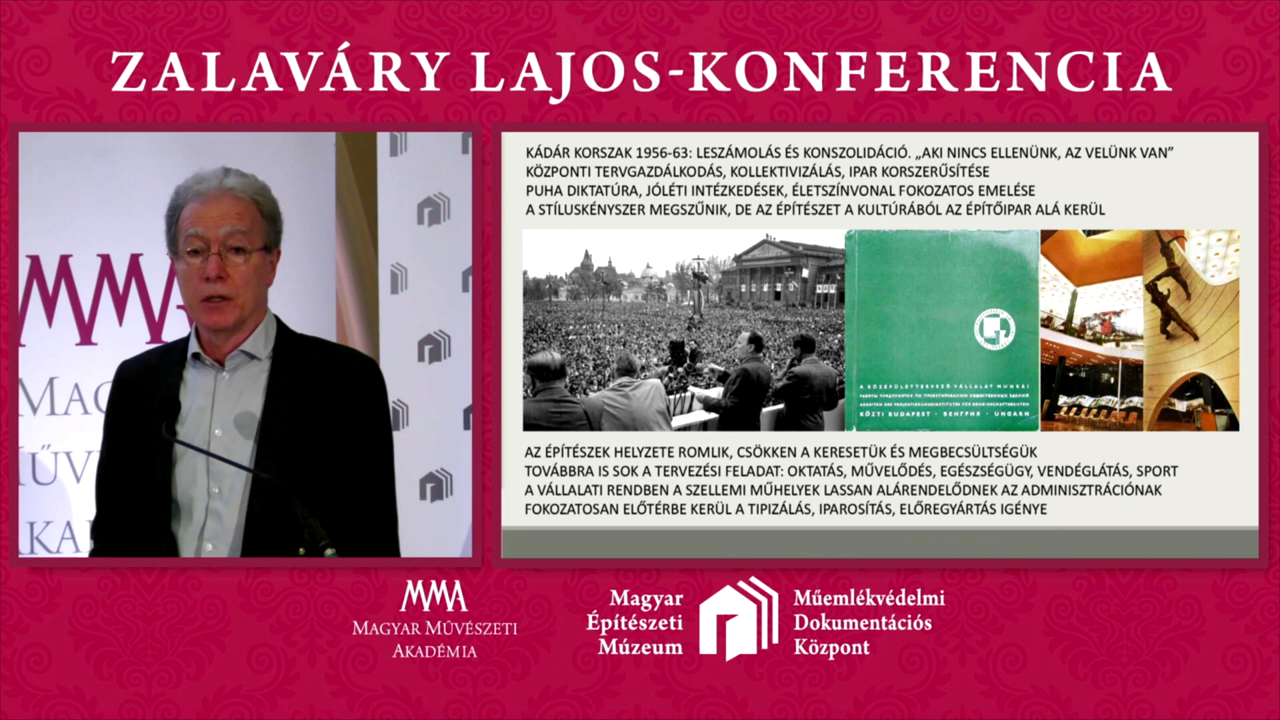 ZALAVÁRY LAJOS-KONFERENCIA
MMA
KÁDÁR KORSZAK 1956-63: LESZÁMOLÁS ÉS KONSZOLIDÁCIÓ. „AKI NINCS ELLENÜNK, AZ VELÜNK VAN”
KÖZPONTI TERVGAZDÁLKODÁS, KOLLEKTIVIZÁLÁS, IPAR KORSZERŰSÍTÉSE
PUHA DIKTATÚRA, JÓLÉTI INTÉZKEDÉSEK, ÉLETSZÍNVONAL FOKOZATOS EMELÉSE
A STÍLUSKÉNYSZER MEGSZŰNIK, DE AZ ÉPÍTÉSZET A KULTÚRÁBÓL AZ ÉPÍTŐIPAR ALÁ KERÜL
A KÖZÉPÜLETTERVEZŐ VÁLLALAT MUNKÁI
KÖZTI BUDAPEST · ВЕНГРИЯ · UNGARN
AZ ÉPÍTÉSZEK HELYZETE ROMLIK, CSÖKKEN A KERESETÜK ÉS MEGBECSÜLTSÉGÜK
TOVÁBBRA IS SOK A TERVEZÉSI FELADAT: OKTATÁS, MŰVELŐDÉS, EGÉSZSÉGÜGY, VENDÉGLÁTÁS, SPORT
A VÁLLALATI RENDBEN A SZELLEMI MŰHELYEK LASSAN ALÁRENDELŐDNEK AZ ADMINISZTRÁCIÓNAK
FOKOZATOSAN ELŐTÉRBE KERÜL A TIPIZÁLÁS, IPAROSÍTÁS, ELŐREGYÁRTÁS IGÉNYE
MMA
MAGYAR MŰVÉSZETI
AKADÉMIA
Magyar
Építészeti
Múzeum
Műemlékvédelmi
Dokumentációs
Központ